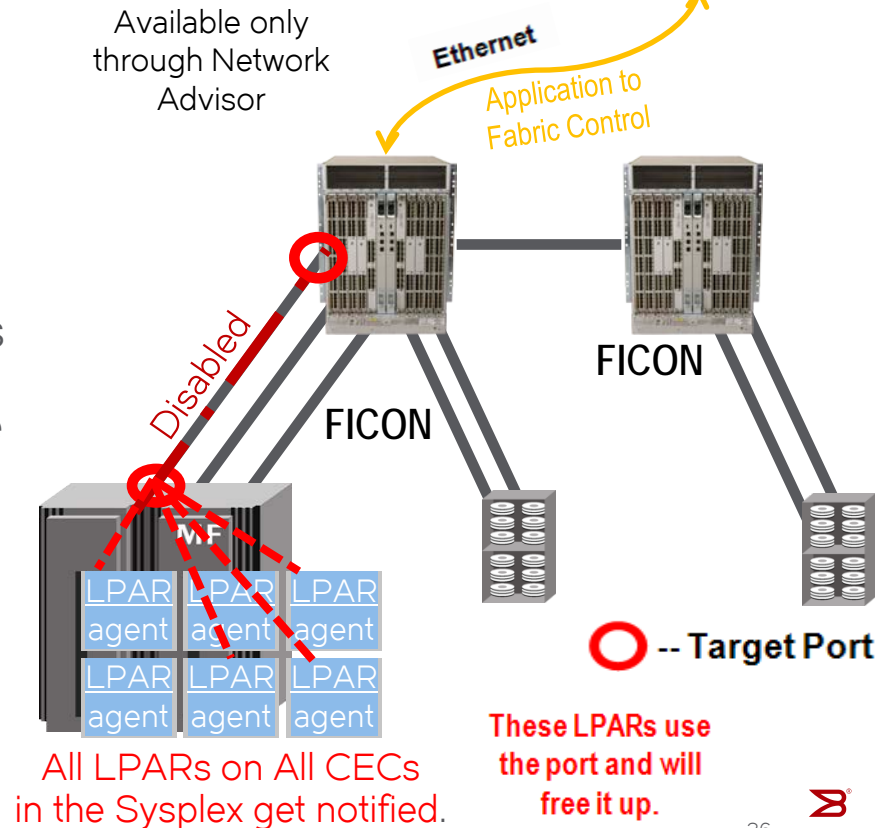 Available only
through Network
Advisor
Ethernet
Application to
Fabric Control
s
Disabled
FICON
FICON
MF
LPAR LPAR LPAR
agent agent agent
LPAR LPAR LPAR
agent agent agent
-- Target Port
All LPARs on All CECs
in the Sysplex get notified.
These LPARs use
the port and will
free it up.